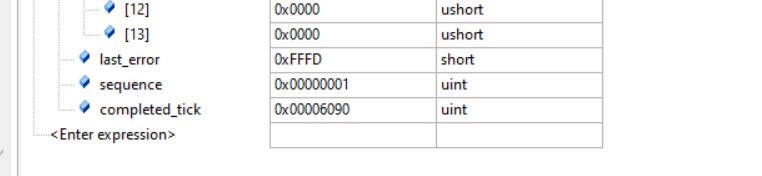 [12] 0x0000 ushort
[13] 0x0000 ushort
last_error 0xFFFD short
sequence 0x00000001 uint
completed_tick 0x00006090 uint
<Enter expression>